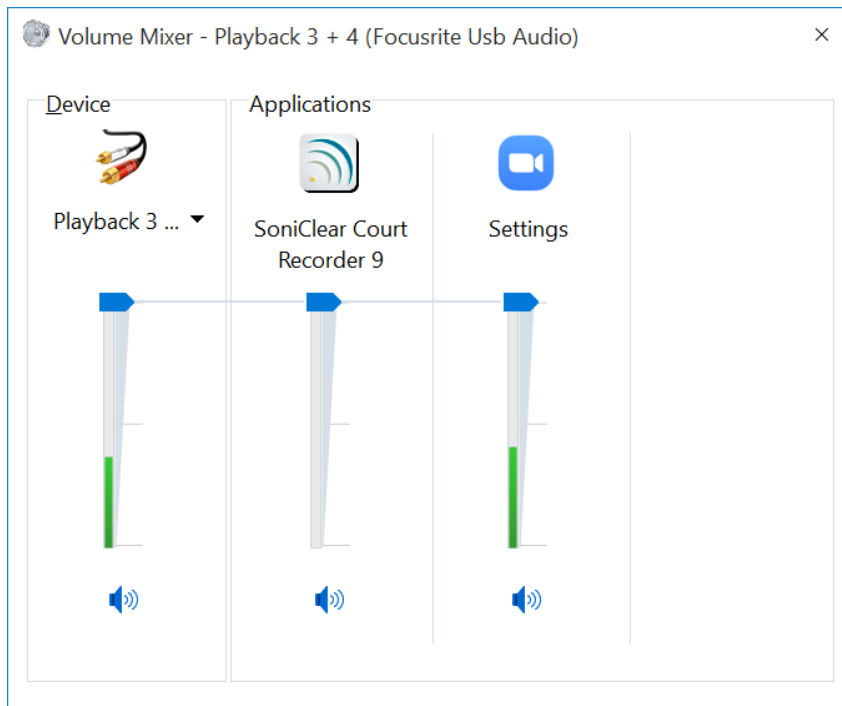 Volume Mixer - Playback 3 + 4 (Focusrite Usb Audio)
Device
Applications
Playback 3 ...
SoniClear Court
Recorder 9
Settings